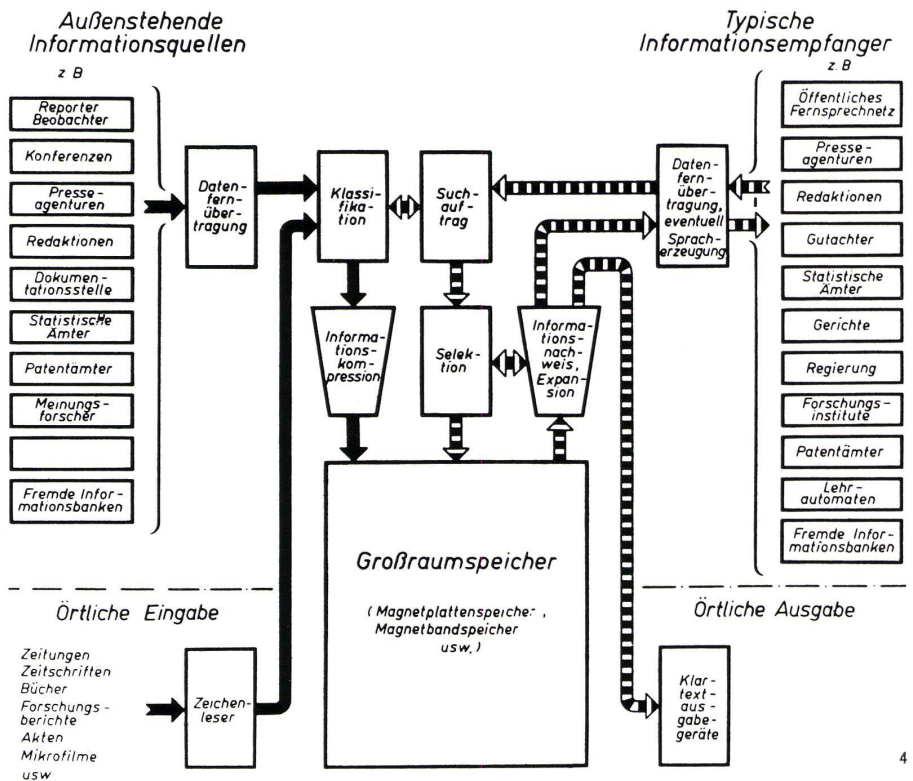 Außenstehende
Informationsquellen
z B
Reporter
Beobachter
Konferenzen
Presse-
agenturen
Redaktionen
Dokumen-
tationsstelle
Statistische
Ämter
Patentämter
Meinungs-
forscher
Fremde Infor-
mationsbanken
Daten-
fern-
über-
tragung
Klassi-
fika-
tion
Such-
auf-
trag
Informa-
tions-
kom-
pression
Selek-
tion
Informa-
tions-
nach-
weis,
Expan-
sion
Daten-
fern-
über-
tragung,
eventuell
Sprach-
erzeugung
Typische
Informationsempfanger
z. B
Öffentliches
Fernsprechnetz
Presse-
agenturen
Redaktionen
Gutachter
Statistische
Ämter
Gerichte
Regierung
Forschungs-
institute
Patentämter
Lehr-
automaten
Fremde Infor-
mationsbanken
Großraumspeicher
(Magnetplattenspeicher,
Magnetbandspeicher
usw.)
Örtliche Eingabe
Zeitungen
Zeitschriften
Bücher
Forschungs-
berichte
Akten
Mikrofilme
usw
Zeichen-
leser
Örtliche Ausgabe
Klar-
text-
aus-
gabe-
geräte
4